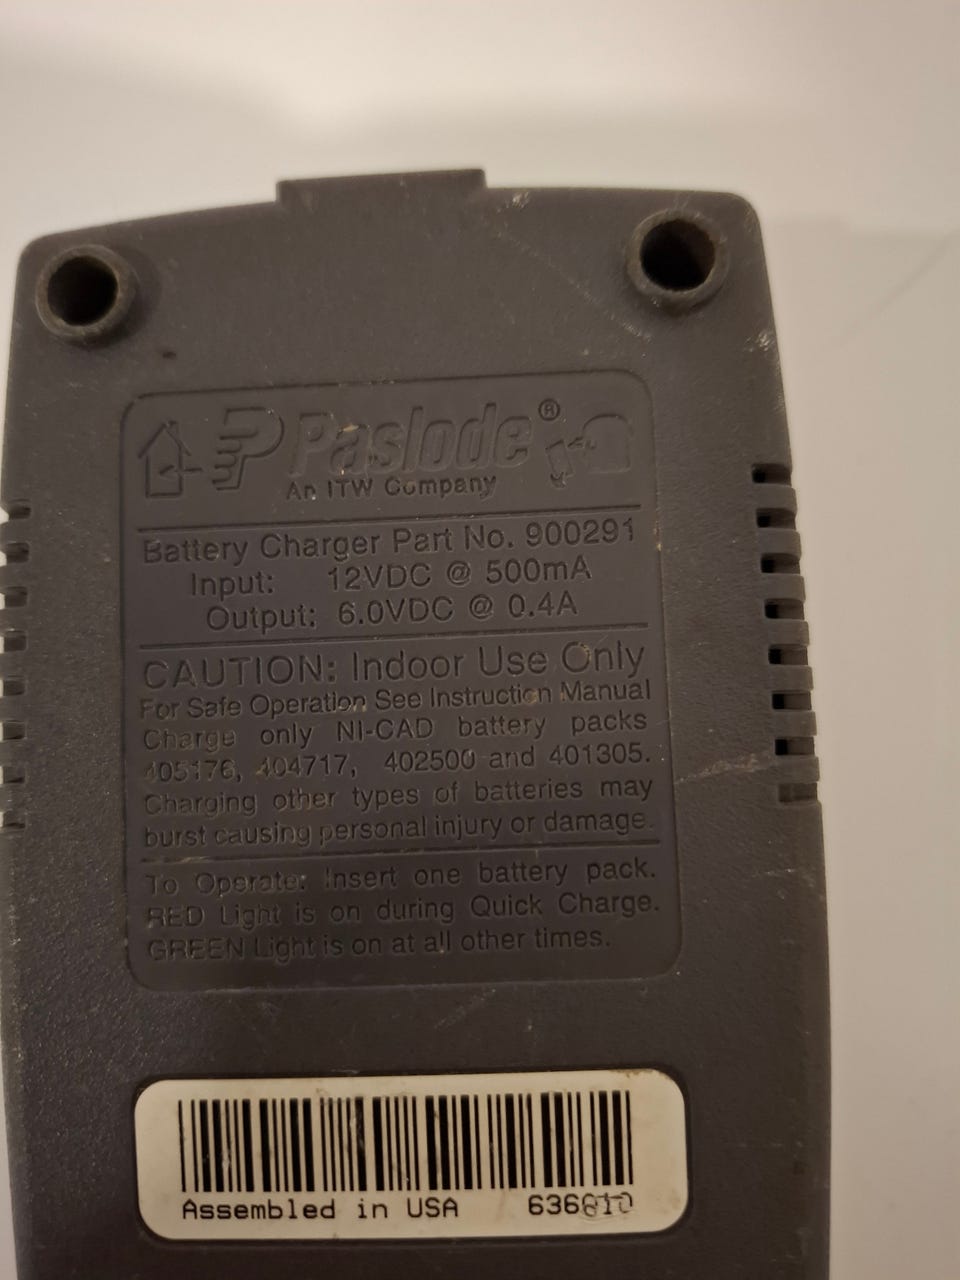 Paslode®
An ITW Company
Battery Charger Part No. 900291
Input: 12VDC @ 500mA
Output: 6.0VDC @ 0.4A
CAUTION: Indoor Use Only
For Safe Operation See Instruction Manual
Charge only NI-CAD battery packs
405176, 404717, 402500 and 401305.
Charging other types of batteries may
burst causing personal injury or damage.
To Operate: Insert one battery pack.
RED Light is on during Quick Charge.
GREEN Light is on at all other times.
Assembled in USA